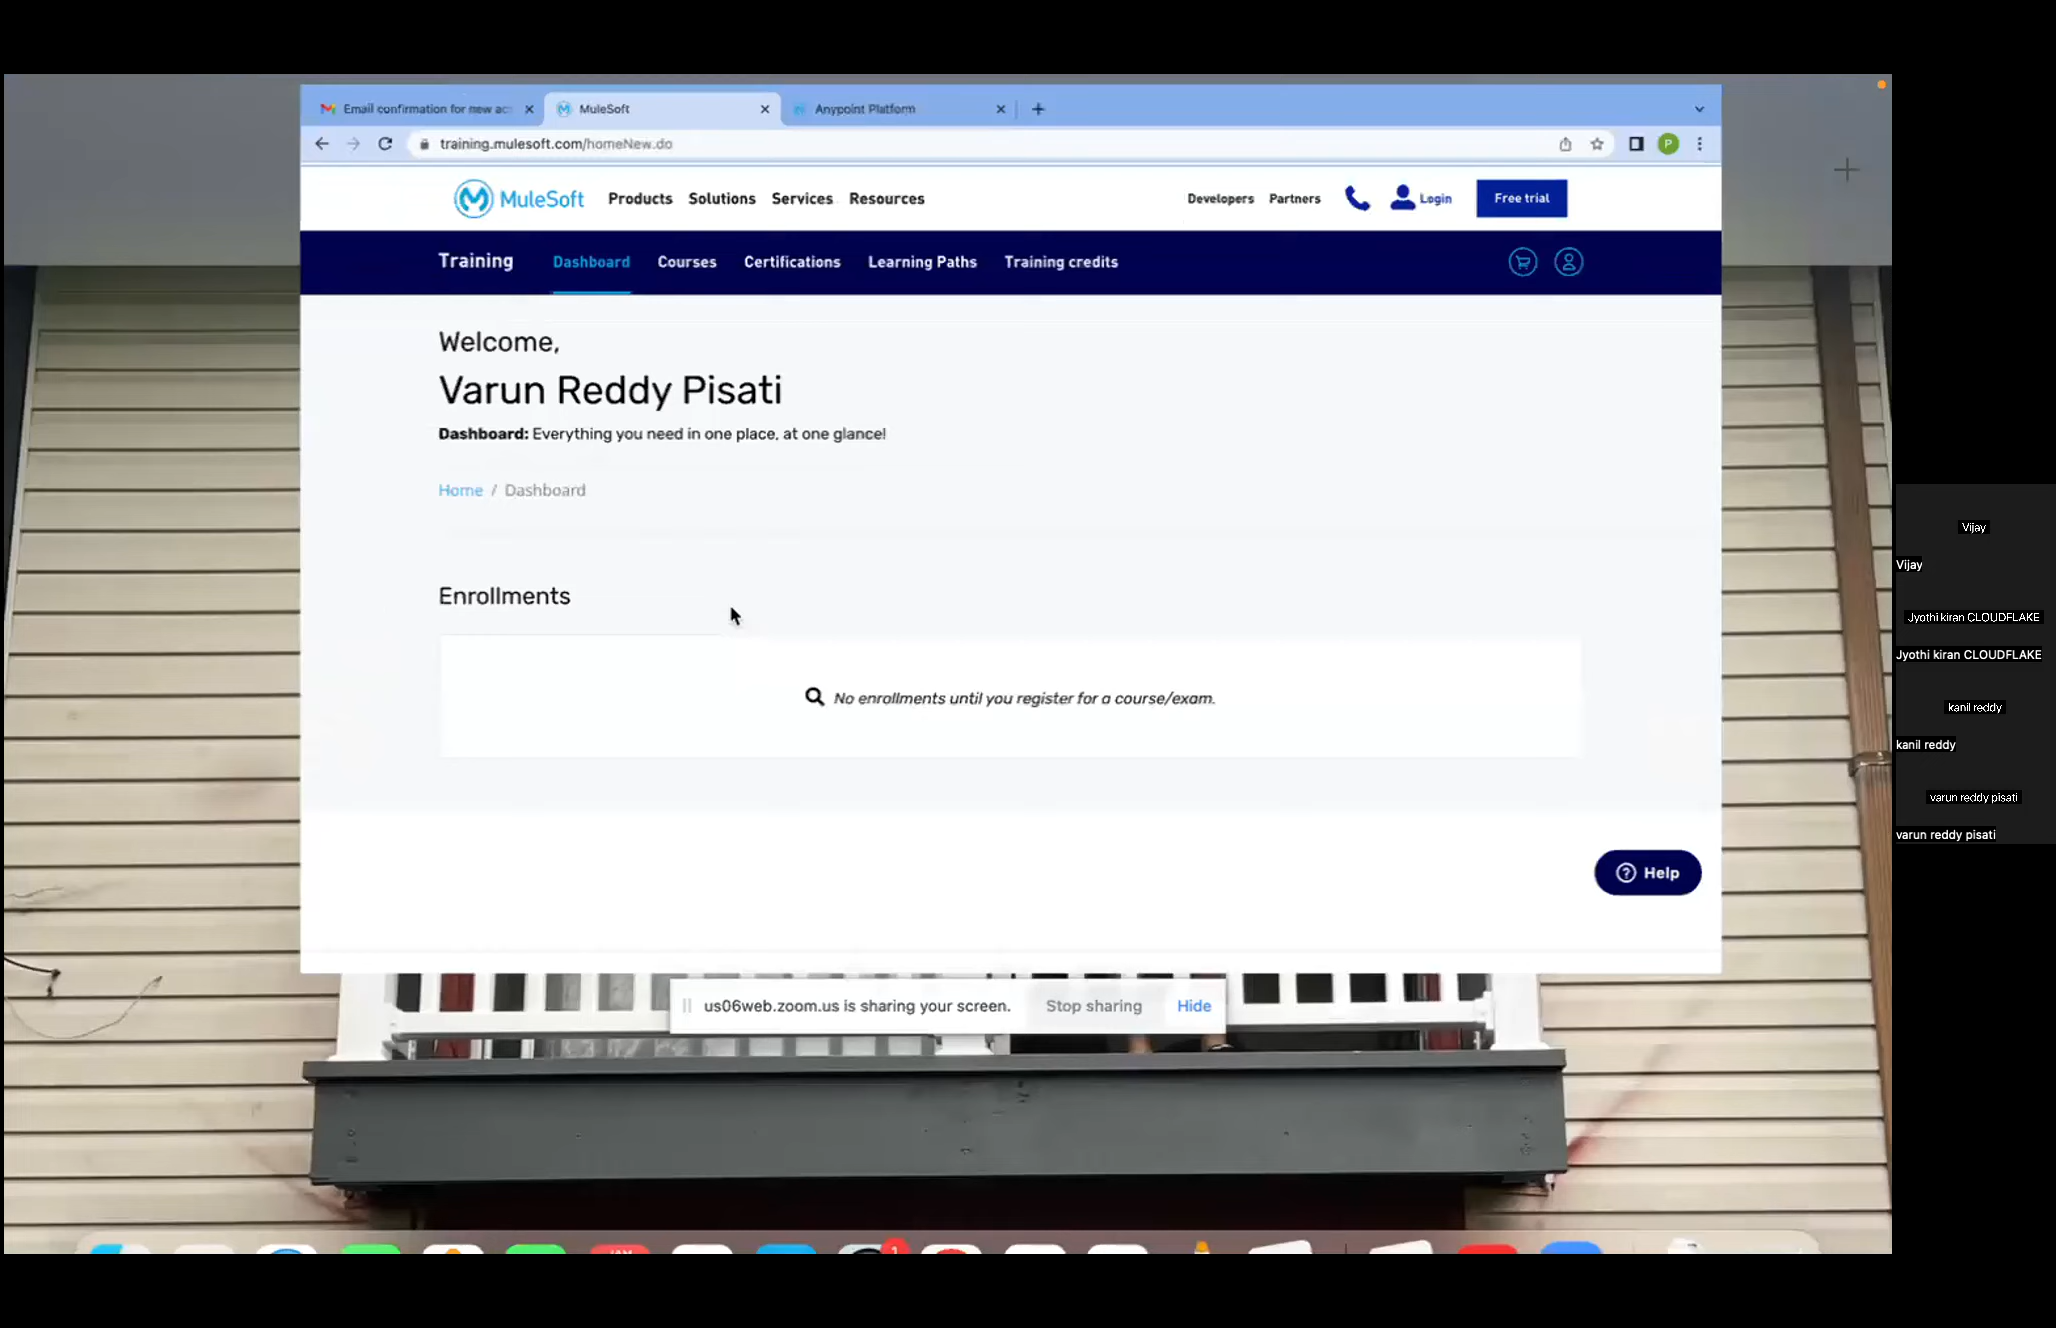 Email confirmation for new ac
MuleSoft
Anypoint Platform
training.mulesoft.com/homeNew.do
P
MuleSoft
Products
Solutions
Services
Resources
Developers
Partners
Login
Free trial
Training
Dashboard
Courses
Certifications
Learning Paths
Training credits
Welcome,
Varun Reddy Pisati
Dashboard: Everything you need in one place, at one glance!
Home / Dashboard
Enrollments
No enrollments until you register for a course/exam.
Help
us06web.zoom.us is sharing your screen.
Stop sharing
Hide
1
Vijay
Vijay
Jyothi kiran CLOUDFLAKE
Jyothi kiran CLOUDFLAKE
kanil reddy
kanil reddy
varun reddy pisati
varun reddy pisati